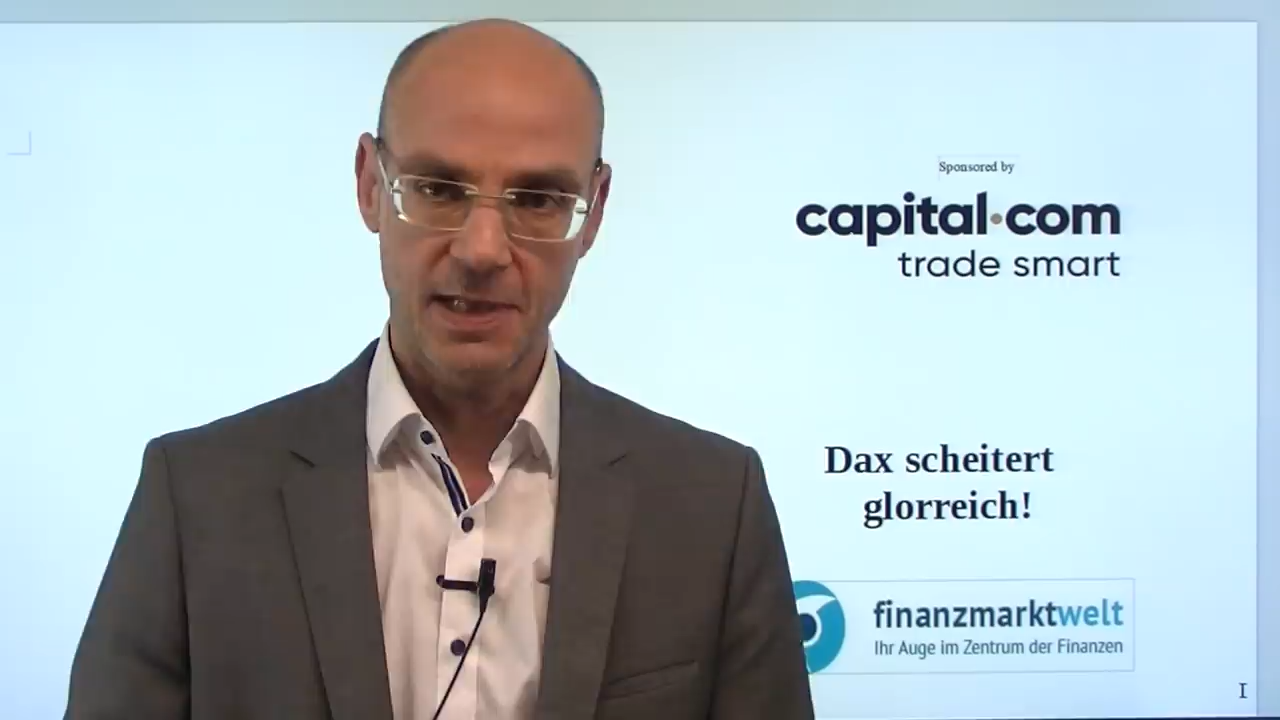 Sponsored by
capital.com
trade smart
Dax scheitert
glorreich!
finanzmarktwelt
Ihr Auge im Zentrum der Finanzen